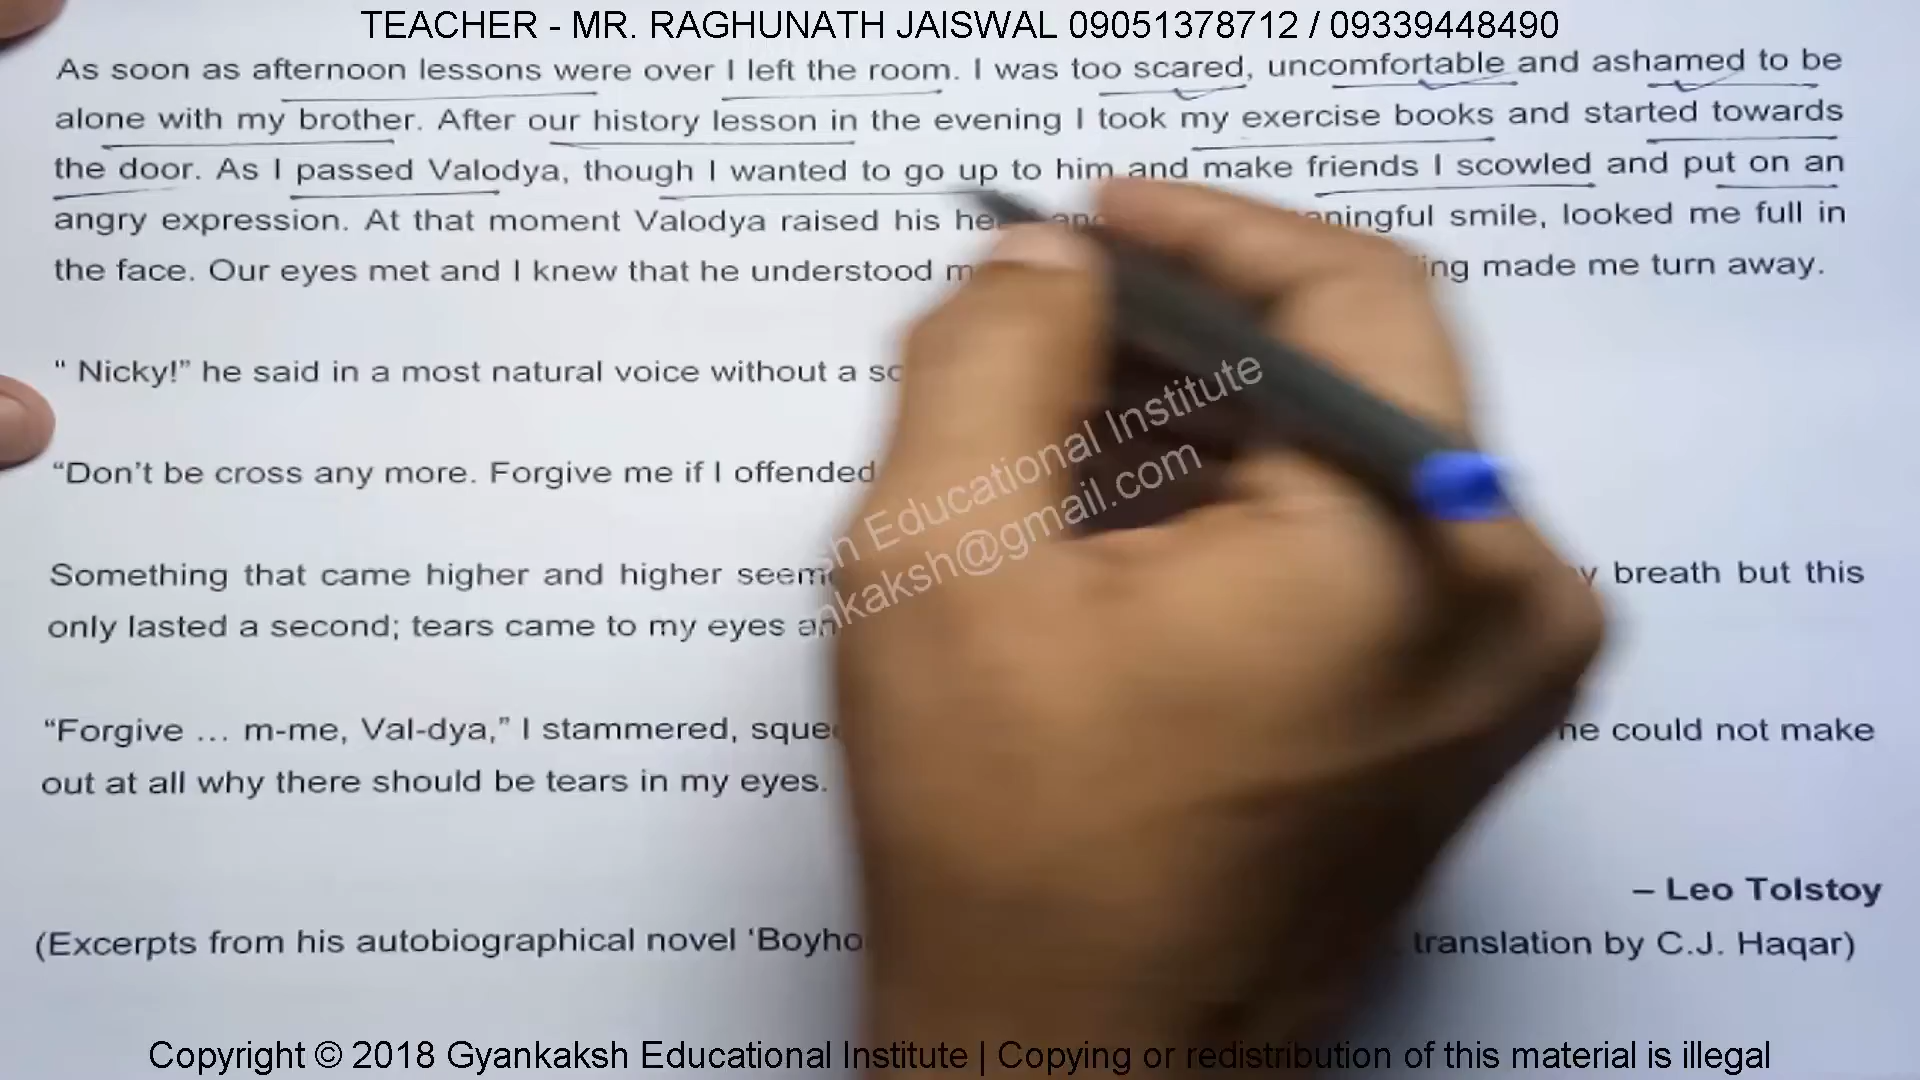 TEACHER - MR. RAGHUNATH JAISWAL 09051378712 / 09339448490
As soon as afternoon lessons were over I left the room. I was too scared, uncomfortable and ashamed to be
alone with my brother. After our history lesson in the evening I took my exercise books and started towards
the door. As I passed Valodya, though I wanted to go up to him and make friends I scowled and put on an
angry expression. At that moment Valodya raised his smile, looked me full in
the face. Our eyes met and I knew that he understood made me turn away.
“ Nicky!” he said in a most natural voice without a
“Don’t be cross any more. Forgive me if I offended
Something that came higher and higher breath but this
only lasted a second; tears came to my eyes
“Forgive ... m-me, Val-dya,” I stammered, could not make
out at all why there should be tears in my eyes.
– Leo Tolstoy
(Excerpts from his autobiographical novel ‘ translation by C.J. Haqar)
Educational Institute
@gmail.com
Copyright © 2018 Gyankaksh Educational Institute | Copying or redistribution of this material is illegal